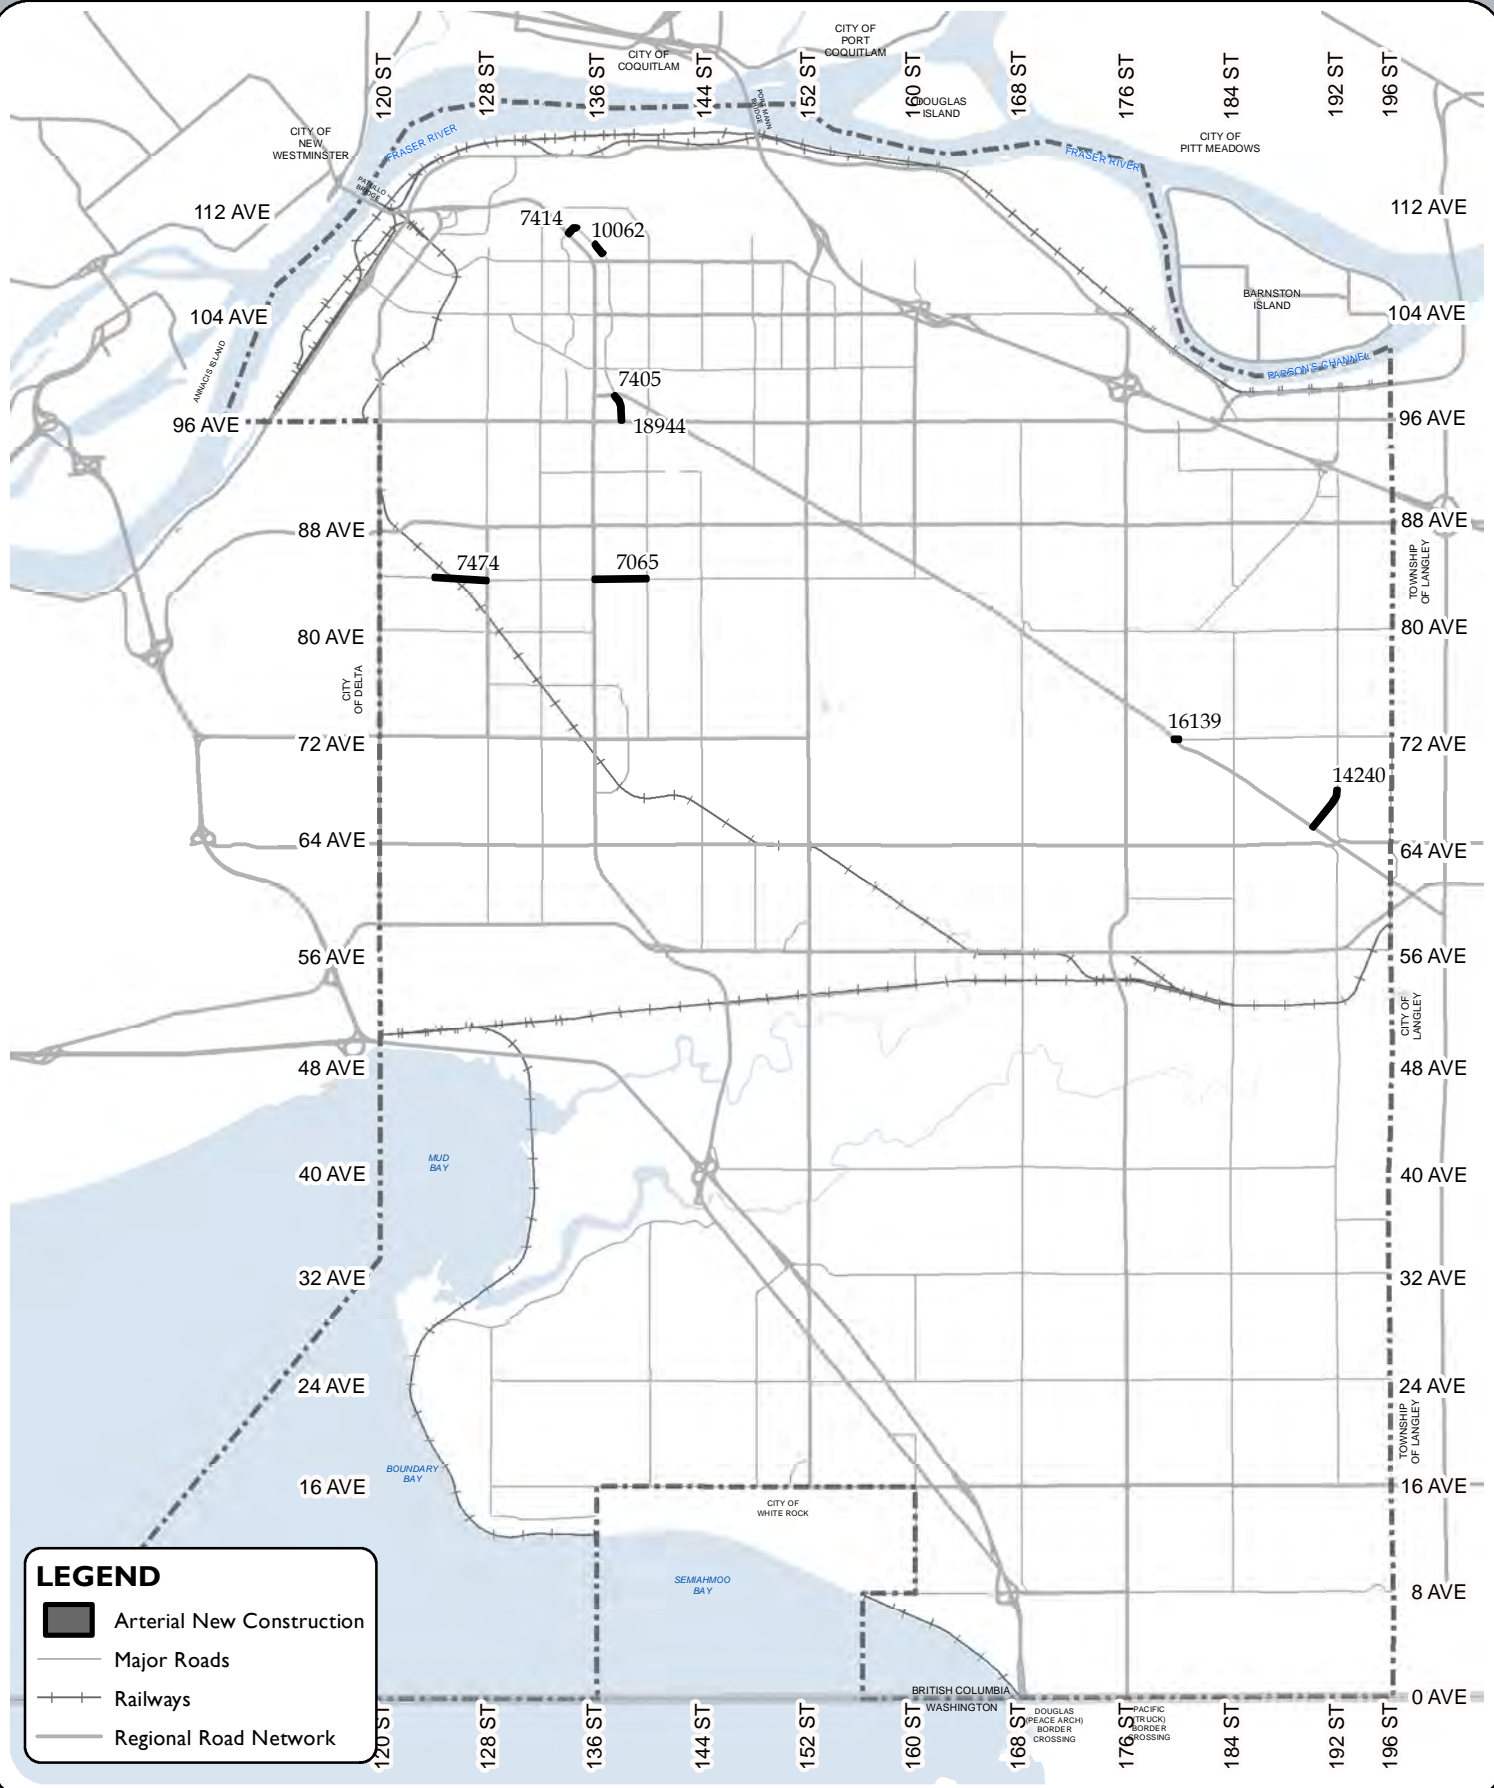 CITY OF
PORT
COQUITLAM
CITY OF
COQUITLAM
120 ST
128 ST
136 ST
144 ST
152 ST
160 ST
168 ST
176 ST
184 ST
192 ST
196 ST
PORT MANN
BRIDGE
DOUGLAS
ISLAND
CITY OF
NEW
WESTMINSTER
FRASER RIVER
FRASER RIVER
CITY OF
PITT MEADOWS
PATULLO
BRIDGE
112 AVE
112 AVE
7414
10062
BARNSTON
ISLAND
104 AVE
104 AVE
ANNACIS ISLAND
PARSON'S CHANNEL
7405
96 AVE
18944
96 AVE
88 AVE
88 AVE
7474
7065
TOWNSHIP
OF LANGLEY
80 AVE
80 AVE
CITY
OF DELTA
16139
72 AVE
72 AVE
14240
64 AVE
64 AVE
56 AVE
56 AVE
CITY OF
LANGLEY
48 AVE
48 AVE
MUD
BAY
40 AVE
40 AVE
32 AVE
32 AVE
24 AVE
24 AVE
TOWNSHIP
OF LANGLEY
BOUNDARY
BAY
16 AVE
16 AVE
CITY OF
WHITE ROCK
SEMIAHMOO
BAY
8 AVE
LEGEND
Arterial New Construction
Major Roads
Railways
Regional Road Network
BRITISH COLUMBIA
WASHINGTON
0 AVE
DOUGLAS
(PEACE ARCH)
BORDER
CROSSING
PACIFIC
(TRUCK)
BORDER
CROSSING
120 ST
128 ST
136 ST
144 ST
152 ST
160 ST
168 ST
176 ST
184 ST
192 ST
196 ST